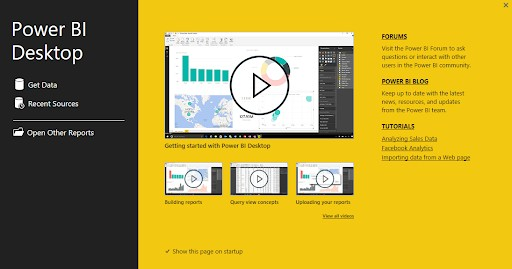 Power BI
Desktop
Get Data
Recent Sources
Open Other Reports
Getting started with Power BI Desktop
Building reports
Query view concepts
Uploading your reports
View all videos
Show this page on startup
FORUMS
Visit the Power BI Forum to ask
questions or interact with other
users in the Power BI community.
POWER BI BLOG
Keep up to date with the latest
news, resources, and updates
from the Power BI team.
TUTORIALS
Analyzing Sales Data
Facebook Analytics
Importing data from a Web page